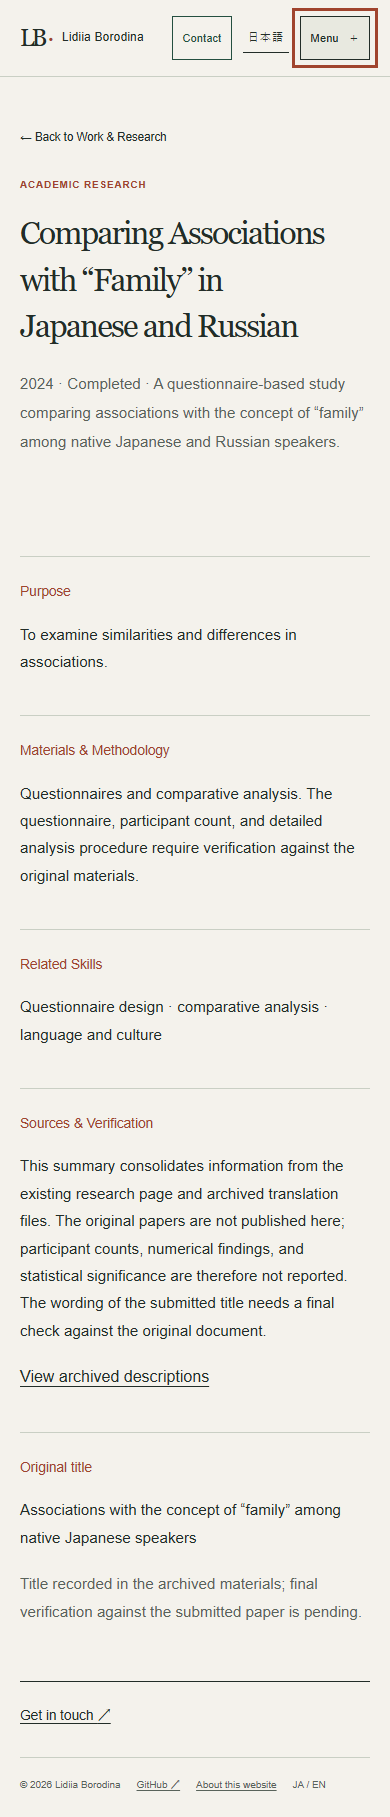 LB· Lidiia Borodina Contact 日本語 Menu +
← Back to Work & Research
ACADEMIC RESEARCH
Comparing Associations
with “Family” in
Japanese and Russian
2024 · Completed · A questionnaire-based study
comparing associations with the concept of “family”
among native Japanese and Russian speakers.
Purpose
To examine similarities and differences in
associations.
Materials & Methodology
Questionnaires and comparative analysis. The
questionnaire, participant count, and detailed
analysis procedure require verification against the
original materials.
Related Skills
Questionnaire design · comparative analysis ·
language and culture
Sources & Verification
This summary consolidates information from the
existing research page and archived translation
files. The original papers are not published here;
participant counts, numerical findings, and
statistical significance are therefore not reported.
The wording of the submitted title needs a final
check against the original document.
View archived descriptions
Original title
Associations with the concept of “family” among
native Japanese speakers
Title recorded in the archived materials; final
verification against the submitted paper is pending.
Get in touch ↗
© 2026 Lidiia Borodina GitHub ↗ About this website JA / EN